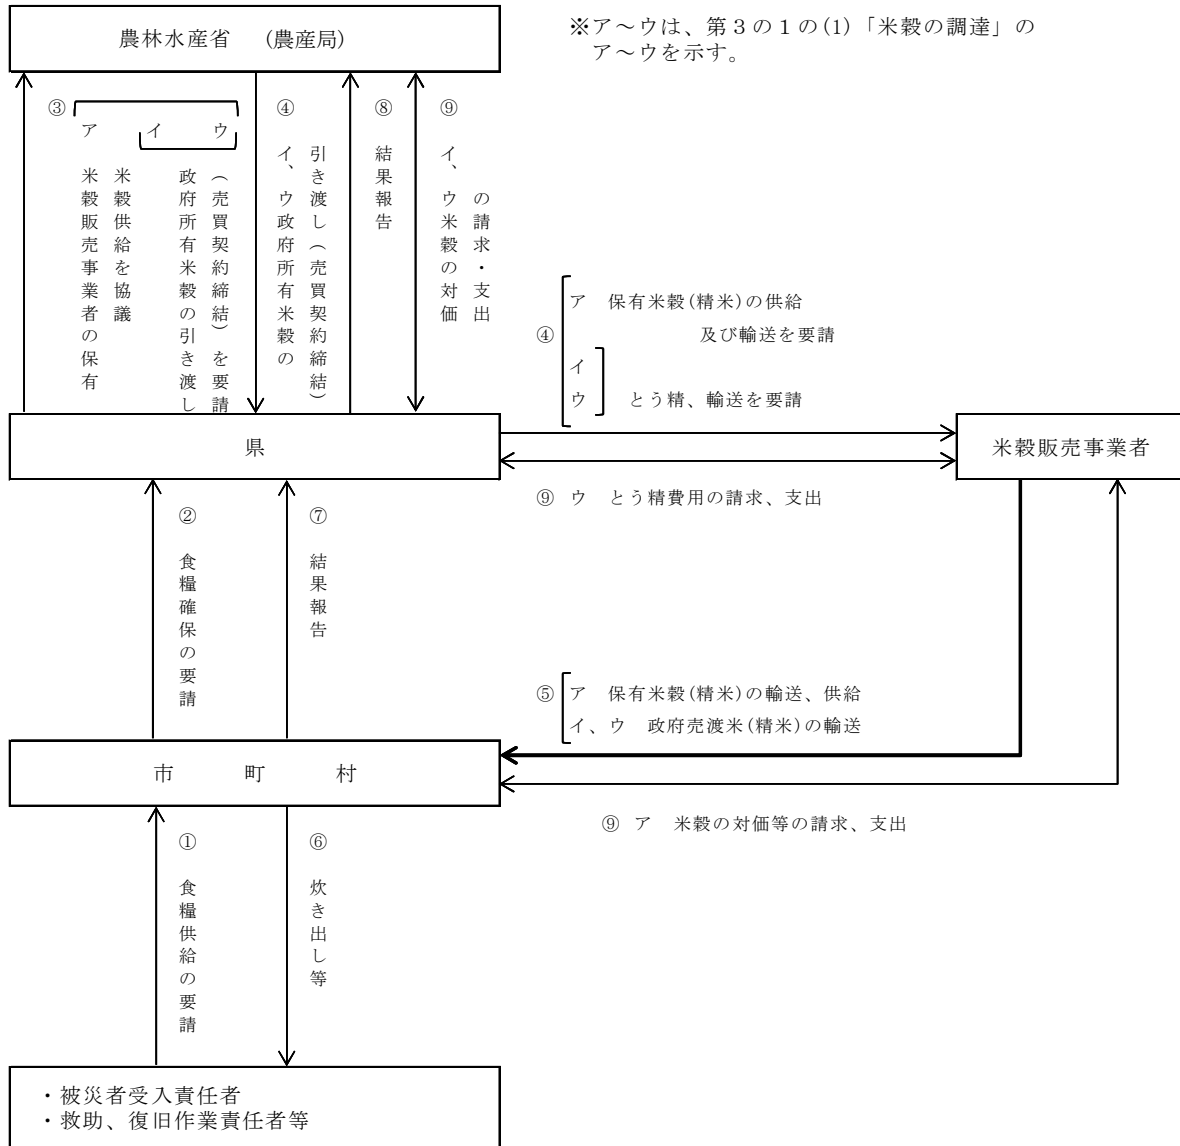 農林水産省　(農産局)
※ア～ウは、第３の１の(1)「米穀の調達」の
ア～ウを示す。
③
ア
イ
ウ
米穀販売事業者の保有
米穀供給を協議
政府所有米穀の引き渡し
（売買契約締結）を要請
④
イ、ウ政府所有米穀の
引き渡し（売買契約締結）
⑧
結果報告
⑨
イ、ウ米穀の対価
の請求・支出
④
ア　保有米穀(精米)の供給
及び輸送を要請
イ
ウ　とう精、輸送を要請
県
米穀販売事業者
⑨　ウ　とう精費用の請求、支出
②
食糧確保の要請
⑦
結果報告
⑤
ア　保有米穀(精米)の輸送、供給
イ、ウ　政府売渡米(精米)の輸送
市　町　村
⑨　ア　米穀の対価等の請求、支出
①
食糧供給の要請
⑥
炊き出し等
・被災者受入責任者
・救助、復旧作業責任者等